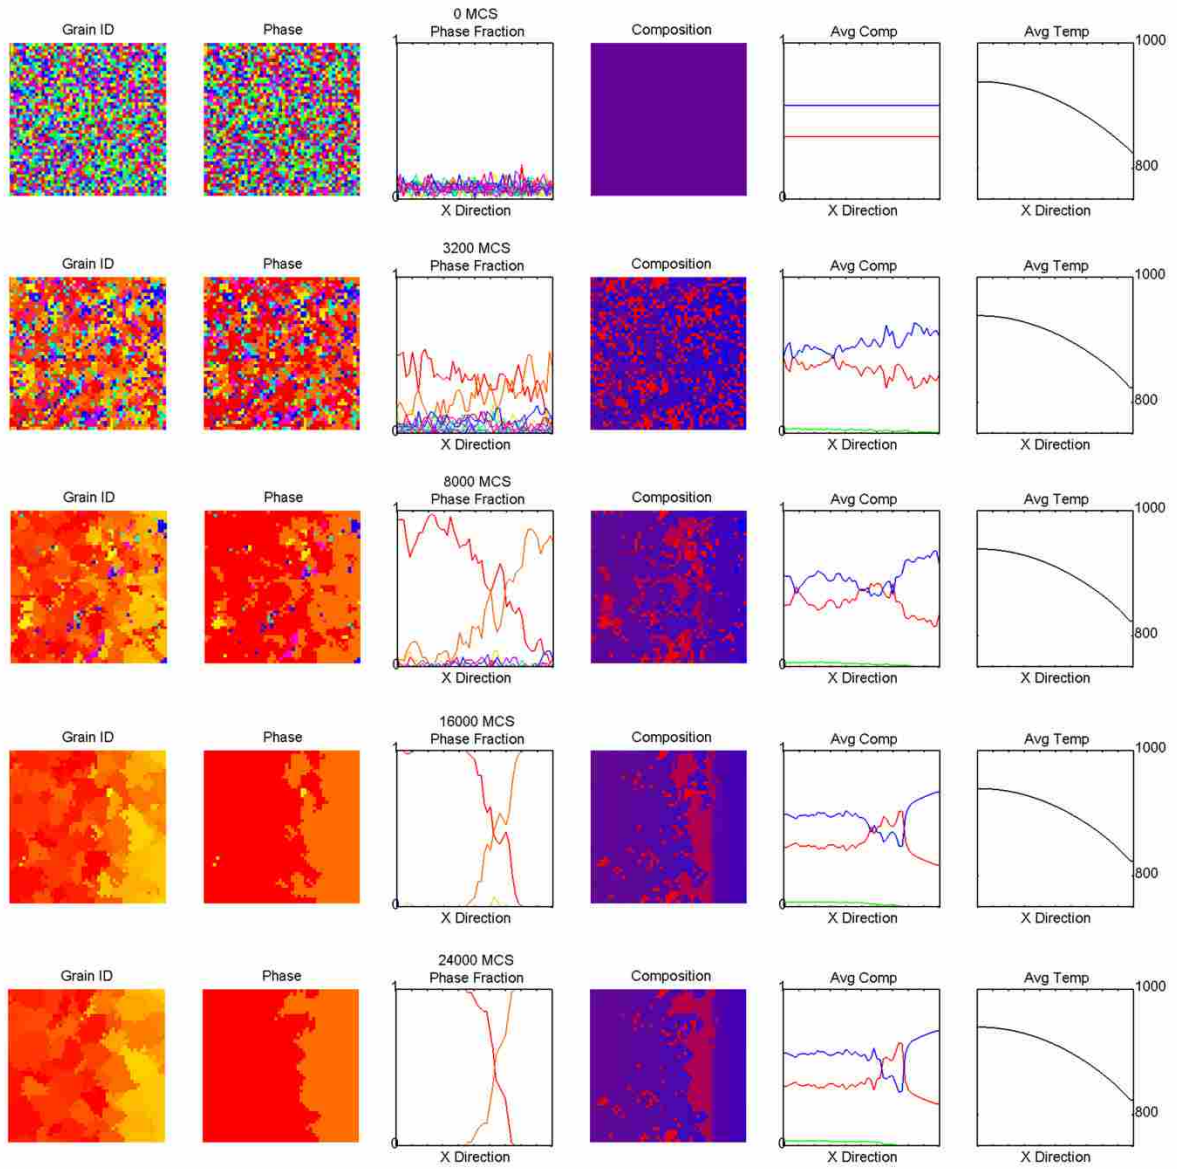 0 MCS
Grain ID Phase Phase Fraction Composition Avg Comp Avg Temp
1 1 1000
800
0 0
X Direction X Direction X Direction
3200 MCS
Grain ID Phase Phase Fraction Composition Avg Comp Avg Temp
1 1 1000
800
0 0
X Direction X Direction X Direction
8000 MCS
Grain ID Phase Phase Fraction Composition Avg Comp Avg Temp
1 1 1000
800
0 0
X Direction X Direction X Direction
16000 MCS
Grain ID Phase Phase Fraction Composition Avg Comp Avg Temp
1 1 1000
800
0 0
X Direction X Direction X Direction
24000 MCS
Grain ID Phase Phase Fraction Composition Avg Comp Avg Temp
1 1 1000
800
0 0
X Direction X Direction X Direction